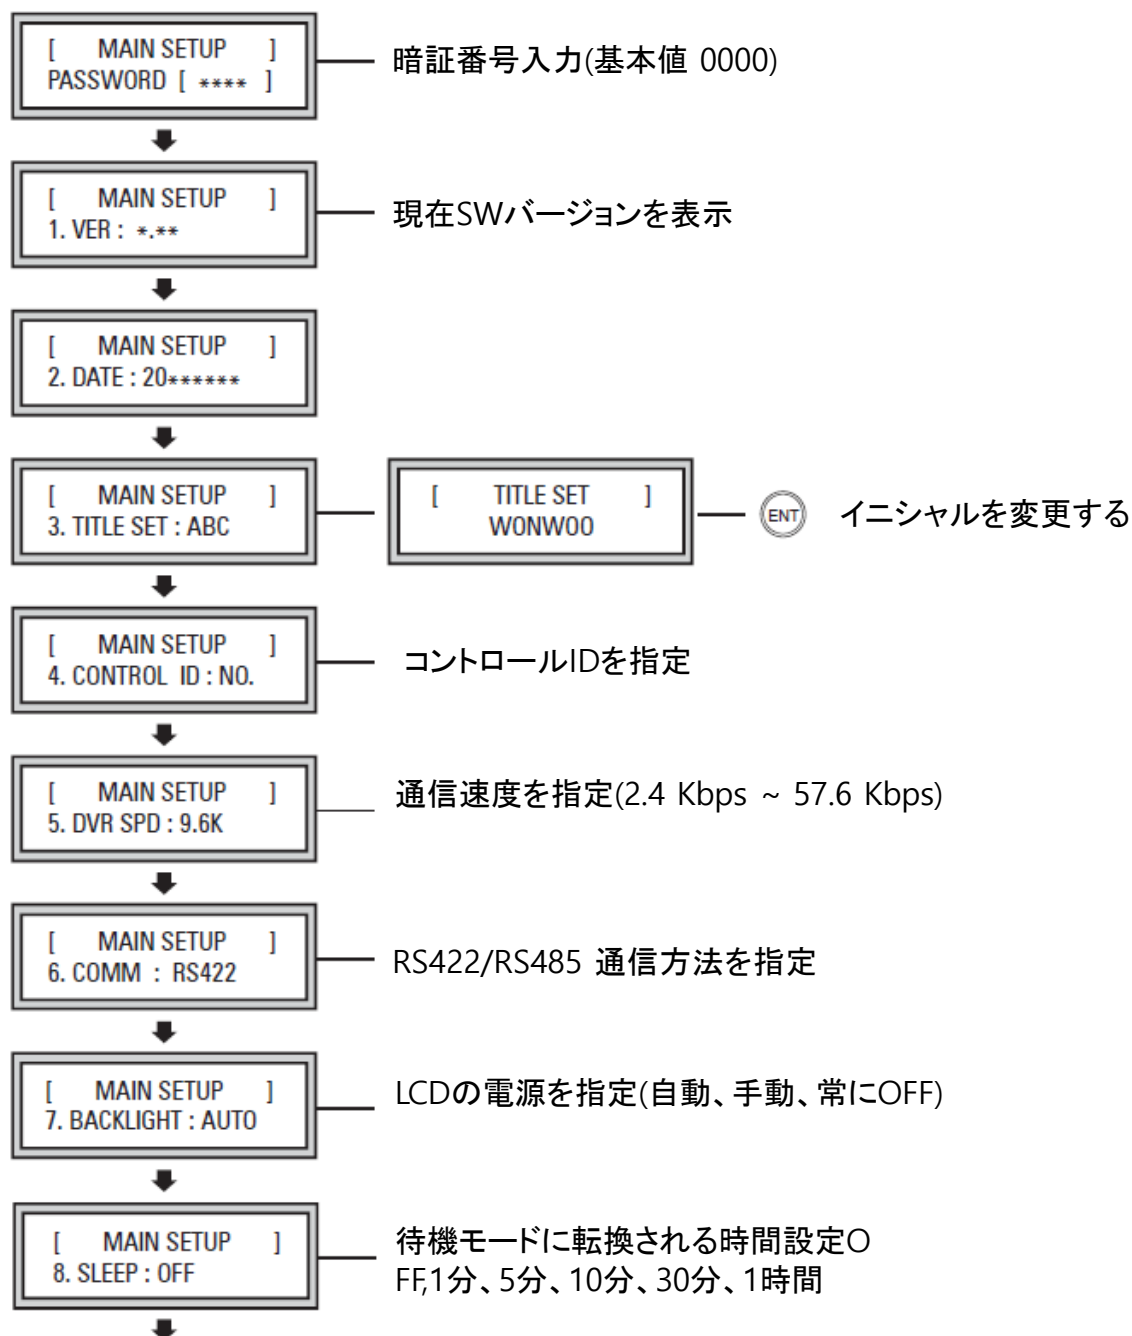 [ MAIN SETUP ]
PASSWORD [ **** ]
暗証番号入力(基本値 0000)
[ MAIN SETUP ]
1. VER : *.**
現在SWバージョンを表示
[ MAIN SETUP ]
2. DATE : 20******
[ MAIN SETUP ]
3. TITLE SET : ABC
[ TITLE SET ]
WONWOO
ENT
イニシャルを変更する
[ MAIN SETUP ]
4. CONTROL ID : NO.
コントロールIDを指定
[ MAIN SETUP ]
5. DVR SPD : 9.6K
通信速度を指定(2.4 Kbps ~ 57.6 Kbps)
[ MAIN SETUP ]
6. COMM : RS422
RS422/RS485 通信方法を指定
[ MAIN SETUP ]
7. BACKLIGHT : AUTO
LCDの電源を指定(自動、手動、常にOFF)
[ MAIN SETUP ]
8. SLEEP : OFF
待機モードに転換される時間設定O
FF,1分、5分、10分、30分、1時間